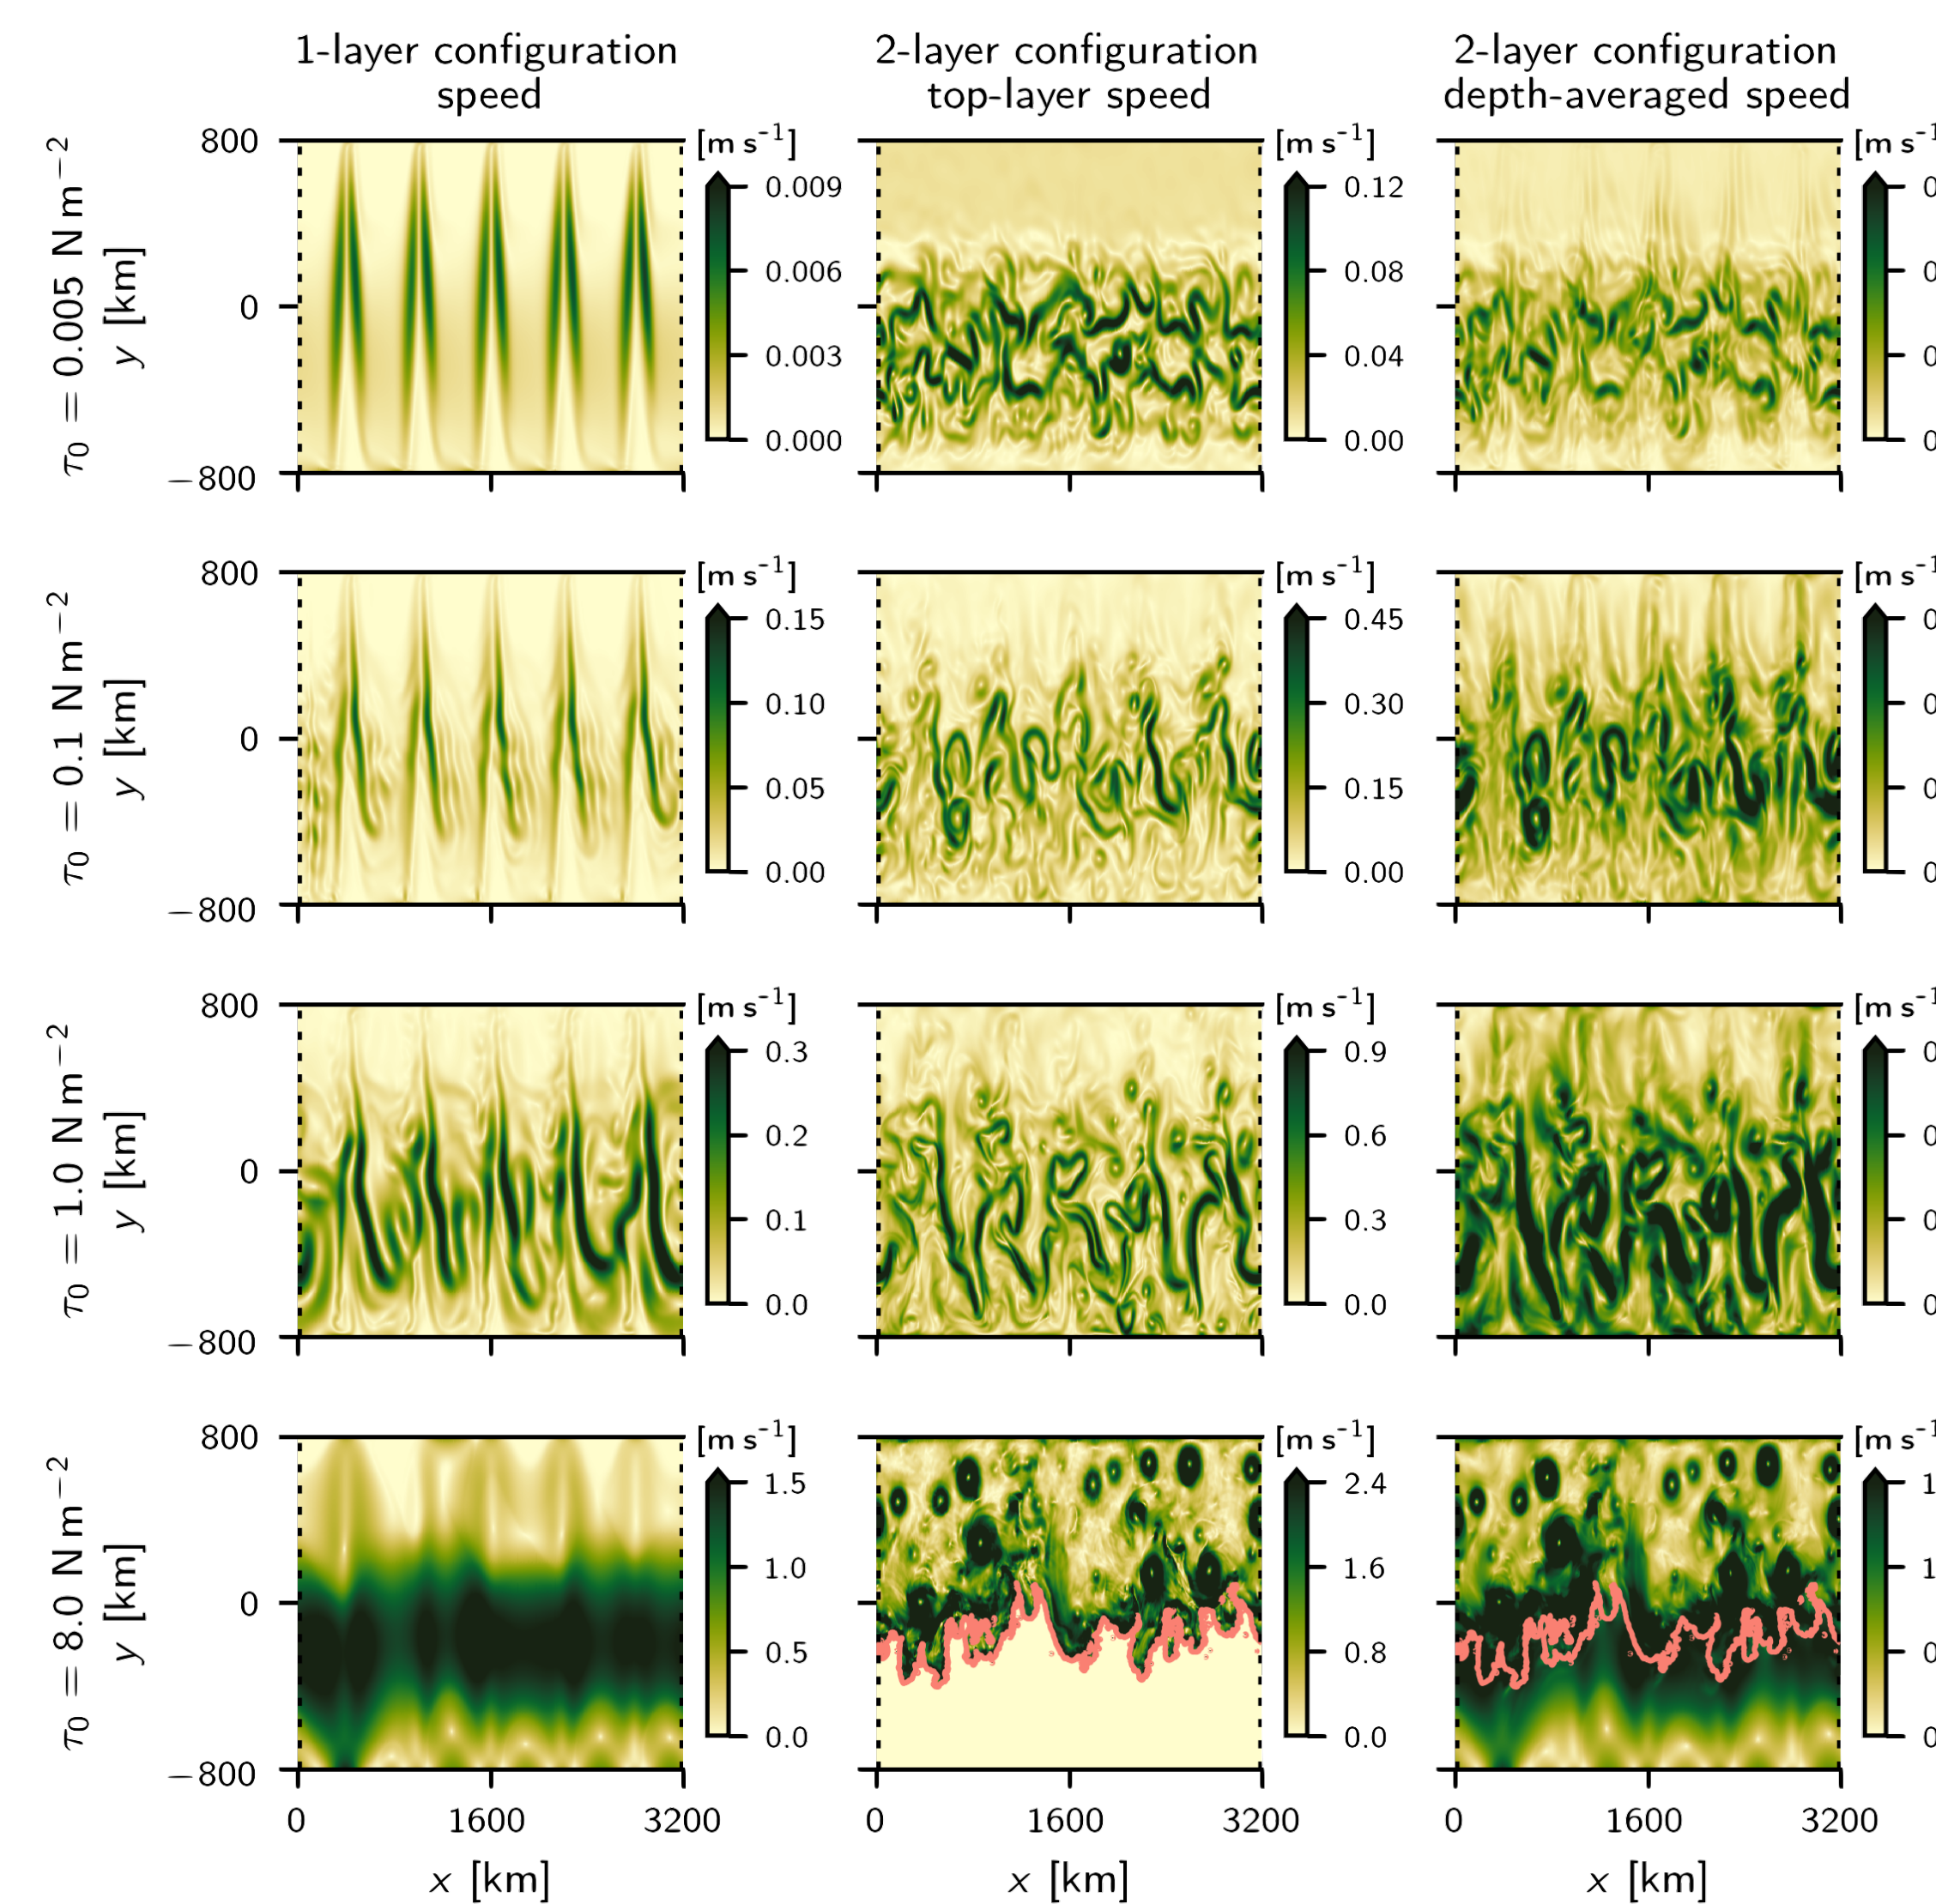 1-layer configuration
speed
2-layer configuration
top-layer speed
2-layer configuration
depth-averaged speed
τ0 = 0.005 N m−2
y [km]
800
0
−800
[m s-1]
0.009
0.006
0.003
0.000
[m s-1]
0.12
0.08
0.04
0.00
[m s-1
τ0 = 0.1 N m−2
y [km]
800
0
−800
[m s-1]
0.15
0.10
0.05
0.00
[m s-1]
0.45
0.30
0.15
0.00
[m s-1
τ0 = 1.0 N m−2
y [km]
800
0
−800
[m s-1]
0.3
0.2
0.1
0.0
[m s-1]
0.9
0.6
0.3
0.0
[m s-1
τ0 = 8.0 N m−2
y [km]
800
0
−800
[m s-1]
1.5
1.0
0.5
0.0
[m s-1]
2.4
1.6
0.8
0.0
[m s-1
0 1600 3200
x [km]
0 1600 3200
x [km]
0 1600 3200
x [km]